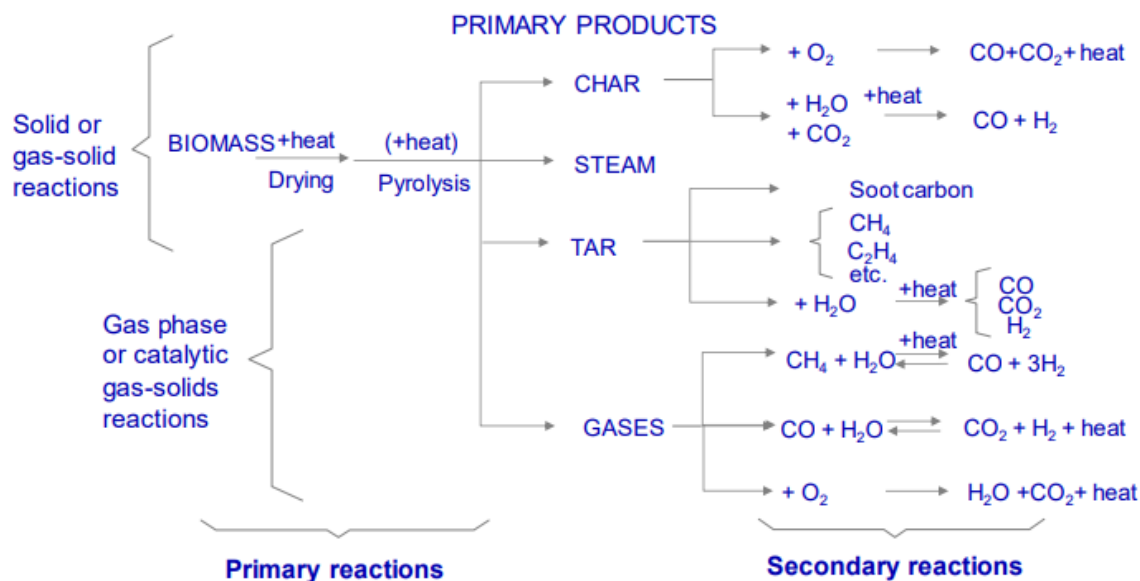 PRIMARY PRODUCTS
Solid or
gas-solid
reactions
BIOMASS +heat
Drying
(+heat)
Pyrolysis
CHAR
+ O₂
CO+CO₂+ heat
+ H₂O
+ CO₂
+heat
CO + H₂
STEAM
TAR
Soot carbon
CH₄
C₂H₄
etc.
+ H₂O
+heat
CO
CO₂
H₂
Gas phase
or catalytic
gas-solids
reactions
GASES
CH₄ + H₂O
+heat
CO + 3H₂
CO + H₂O
CO₂ + H₂ + heat
+ O₂
H₂O +CO₂+ heat
Primary reactions
Secondary reactions